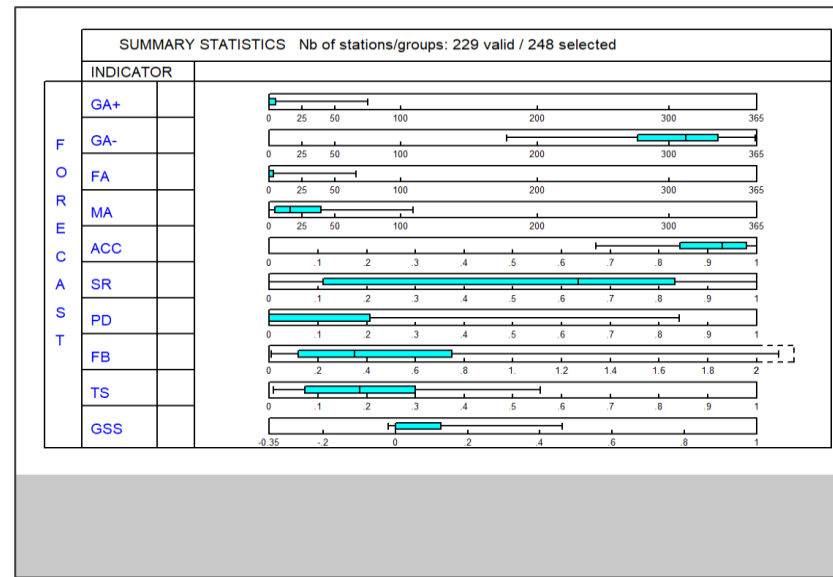 SUMMARY STATISTICS Nb of stations/groups: 229 valid / 248 selected
INDICATOR
FORECAST
GA+
0 25 50 100 200 300 365
GA-
0 25 50 100 200 300 365
FA
0 25 50 100 200 300 365
MA
0 25 50 100 200 300 365
ACC
0 .1 .2 .3 .4 .5 .6 .7 .8 .9 1
SR
0 .1 .2 .3 .4 .5 .6 .7 .8 .9 1
PD
0 .1 .2 .3 .4 .5 .6 .7 .8 .9 1
FB
0 .2 .4 .6 .8 1. 1.2 1.4 1.6 1.8 2
TS
0 .1 .2 .3 .4 .5 .6 .7 .8 .9 1
GSS
-0.35 -.2 0 .2 .4 .6 .8 1